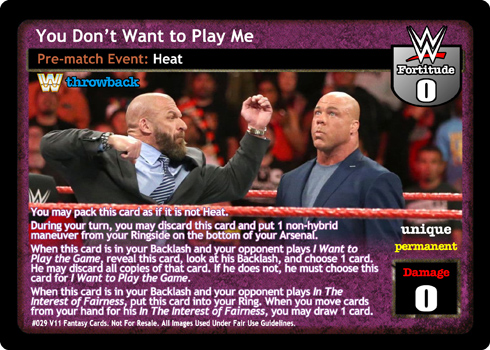 You Don't Want to Play Me
Pre-match Event: Heat
W
Fortitude
0
WWF throwback
W
You may pack this card as if it is not Heat.
During your turn, you may discard this card and put 1 non-hybrid
maneuver from your Ringside on the bottom of your Arsenal.
When this card is in your Backlash and your opponent plays I Want to
Play the Game, reveal this card, look at his Backlash, and choose 1 card.
He may discard all copies of that card. If he does not, he must choose this
card for I Want to Play the Game.
When this card is in your Backlash and your opponent plays In The
Interest of Fairness, put this card into your Ring. When you move cards
from your hand for his In The Interest of Fairness, you may draw 1 card.
#029 V11 Fantasy Cards. Not For Resale. All Images Used Under Fair Use Guidelines.
unique
permanent
Damage
0